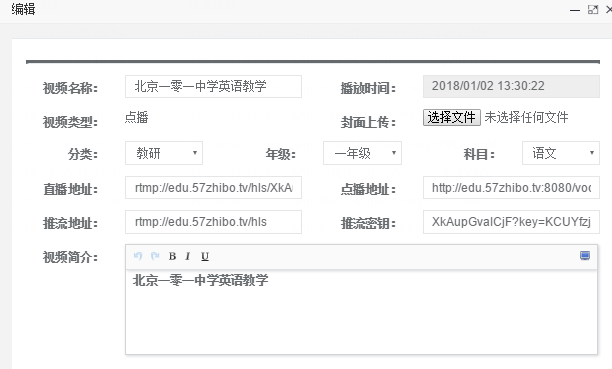 编辑
视频名称： 北京一零一中学英语教学 播放时间： 2018/01/02 13:30:22
视频类型： 点播 封面上传： 选择文件 未选择任何文件
分类： 教研 年级： 一年级 科目： 语文
直播地址： rtmp://edu.57zhibo.tv/hls/XkA 点播地址： http://edu.57zhibo.tv:8080/voc
推流地址： rtmp://edu.57zhibo.tv/hls 推流密钥： XkAupGvaICjF?key=KCUYfzj
视频简介： B I U
北京一零一中学英语教学